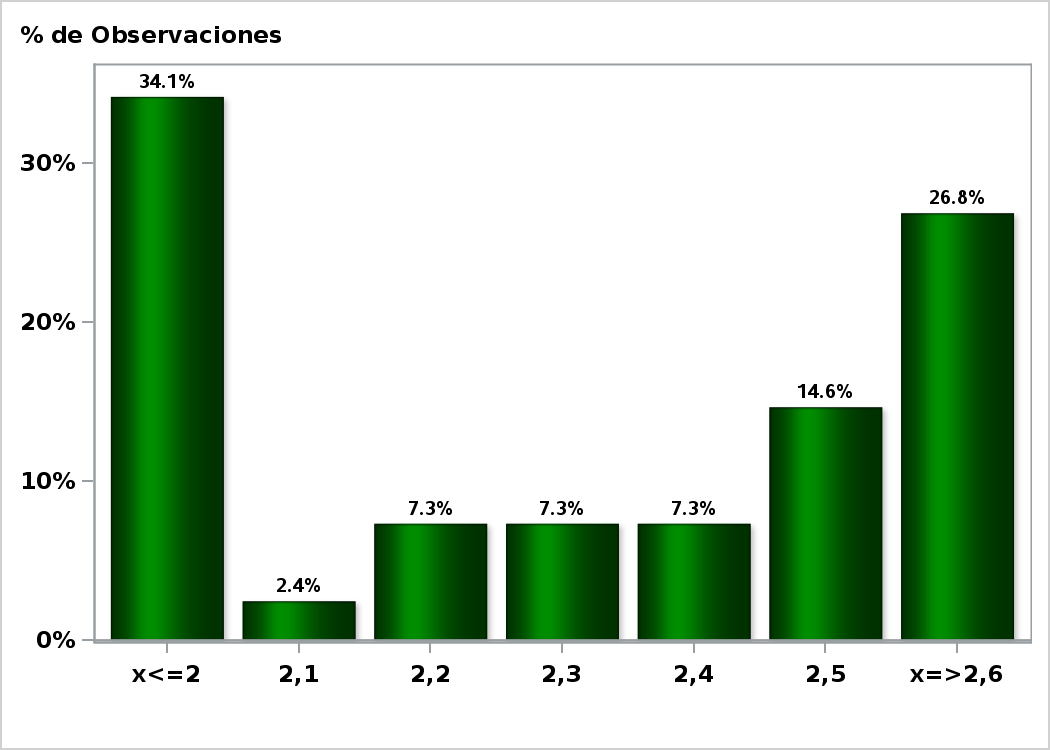 % de Observaciones
34.1%
30%
26.8%
20%
14.6%
10%
7.3% 7.3% 7.3%
2.4%
0%
x<=2 2,1 2,2 2,3 2,4 2,5 x=>2,6